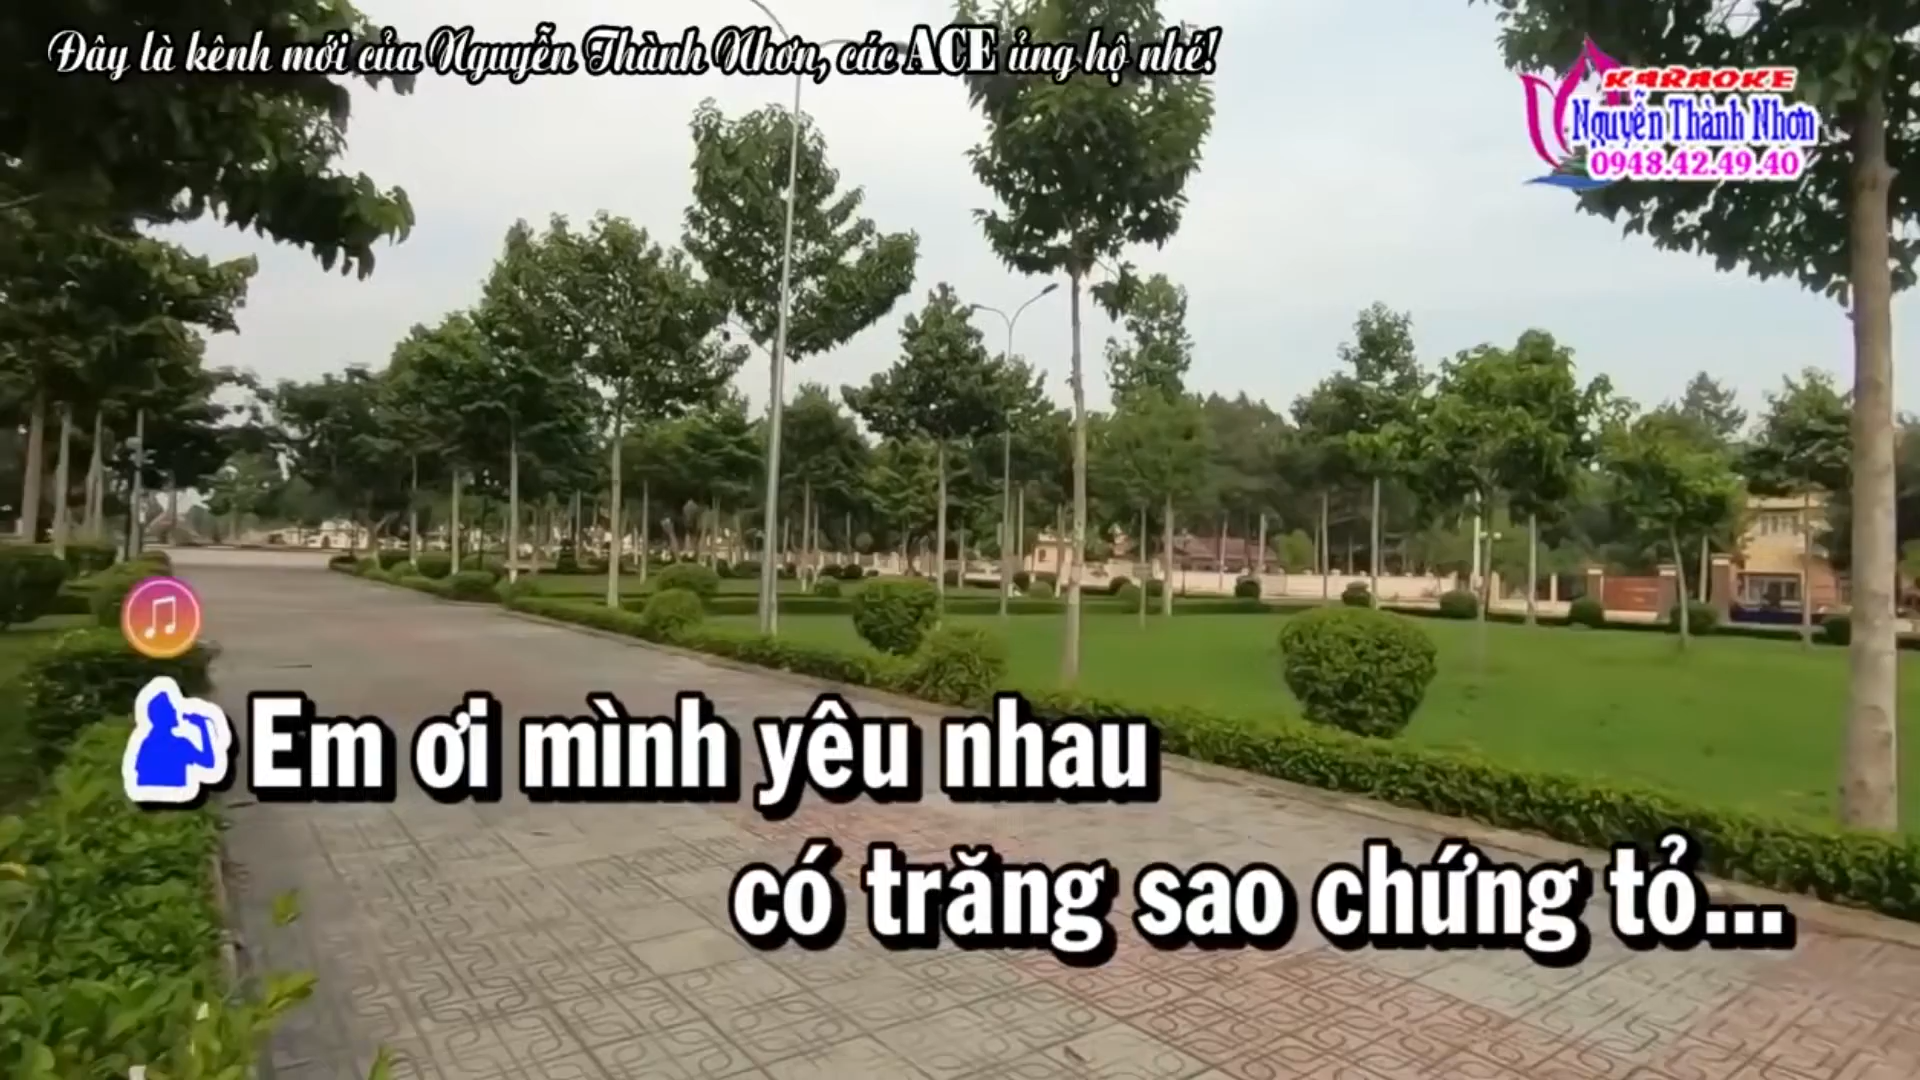 Đây là kênh mới của Nguyễn Thành Nhơn, các ACE ủng hộ nhé!
KARAOKE
Nguyễn Thành Nhơn
0948.42.49.40
Em ơi mình yêu nhau
có trăng sao chứng tỏ...